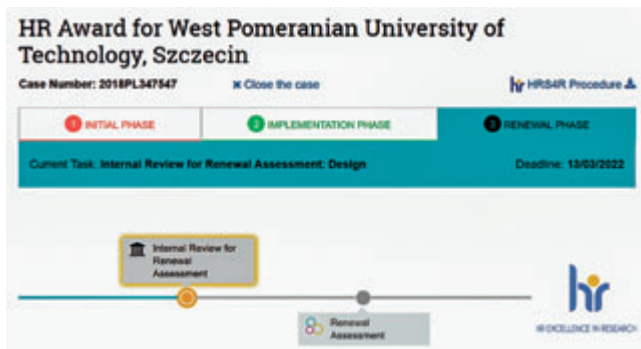 HR Award for West Pomeranian University of
Technology, Szczecin
Case Number: 2018PL347547
✖ Close the case
hr HRS4R Procedure
1 INITIAL PHASE
2 IMPLEMENTATION PHASE
3 RENEWAL PHASE
Current Task: Internal Review for Renewal Assessment: Design
Deadline: 13/03/2022
Internal Review for
Renewal
Assessment
Renewal
Assessment
hr
HR EXCELLENCE IN RESEARCH